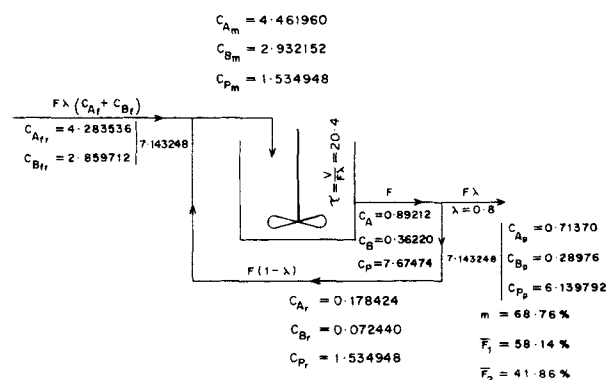 C_Am = 4·461960
C_Bm = 2·932152
C_Pm = 1·534948
Fλ (C_Af + C_Bf)
C_Afr = 4·283536
7·143248
C_Bfr = 2·859712
τ = V/Fλ = 20·4
F
Fλ
λ = 0·8
C_A = 0.89212
C_B = 0.36220
C_P = 7.67474
7·143248
C_Ap = 0.71370
C_Bp = 0.28976
C_Pp = 6.139792
F(1-λ)
C_Ar = 0·178424
C_Br = 0·072440
C_Pr = 1·534948
m = 68.76 %
F̅₁ = 58.14 %
F̅₂ = 41.86 %